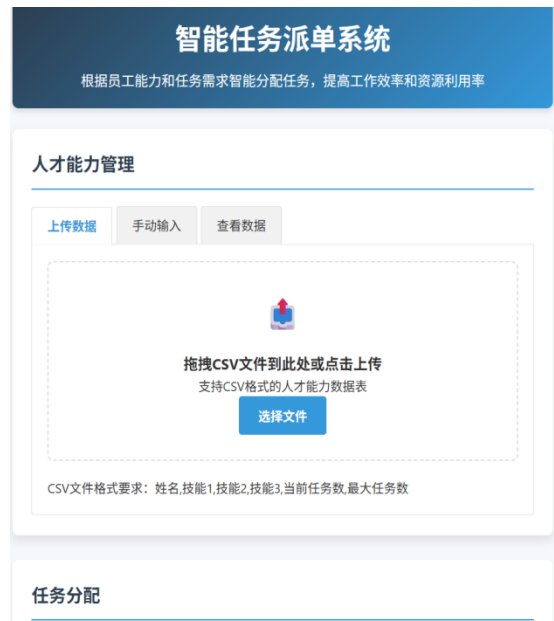 智能任务派单系统
根据员工能力和任务需求智能分配任务，提高工作效率和资源利用率
人才能力管理
上传数据
手动输入
查看数据
拖拽CSV文件到此处或点击上传
支持CSV格式的人才能力数据表
选择文件
CSV文件格式要求：姓名,技能1,技能2,技能3,当前任务数,最大任务数
任务分配